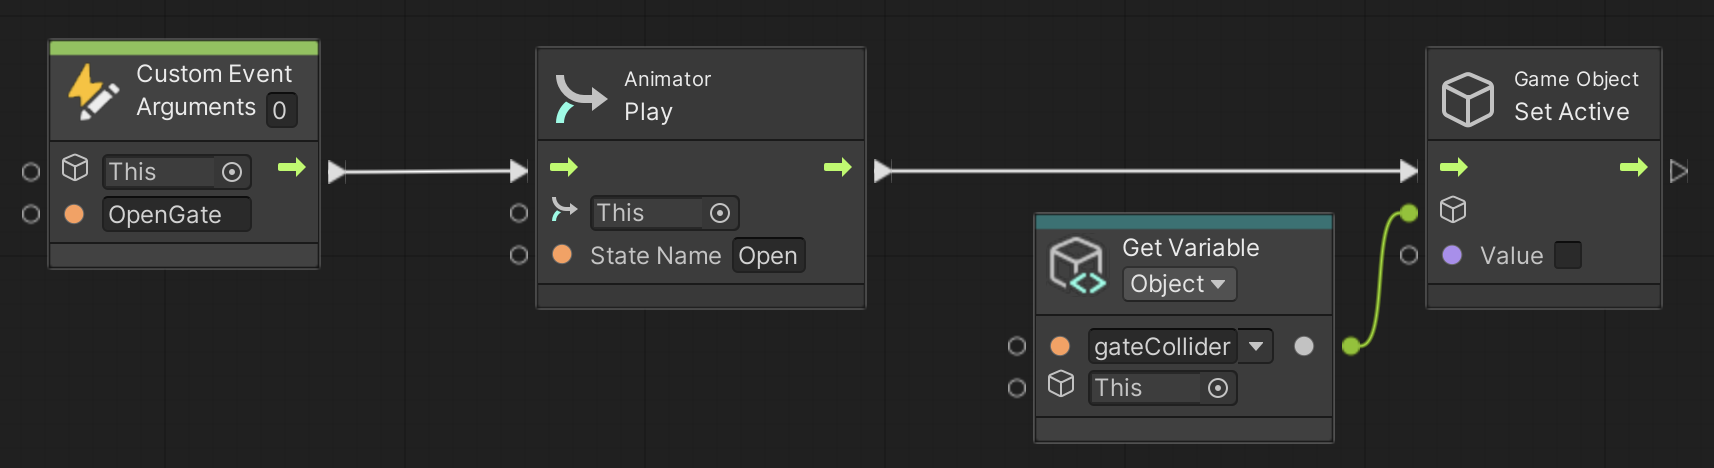 Custom Event
Arguments 0
This
OpenGate
Animator
Play
This
State Name Open
Get Variable
Object
gateCollider
This
Game Object
Set Active
Value